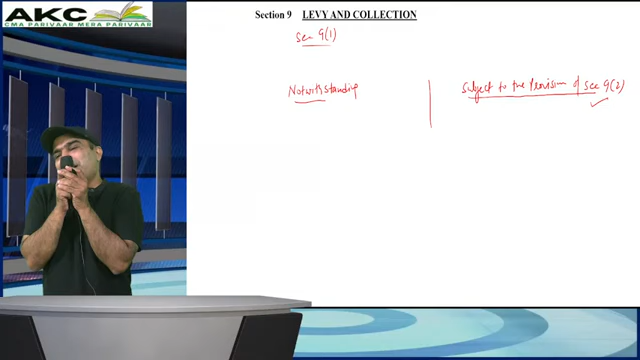 AKC
CMA PARIVAAR MERA PARIVAAR
Section 9 LEVY AND COLLECTION
Sec 9(1)
Notwithstanding
Subject to the Provision of Sec 9(2)